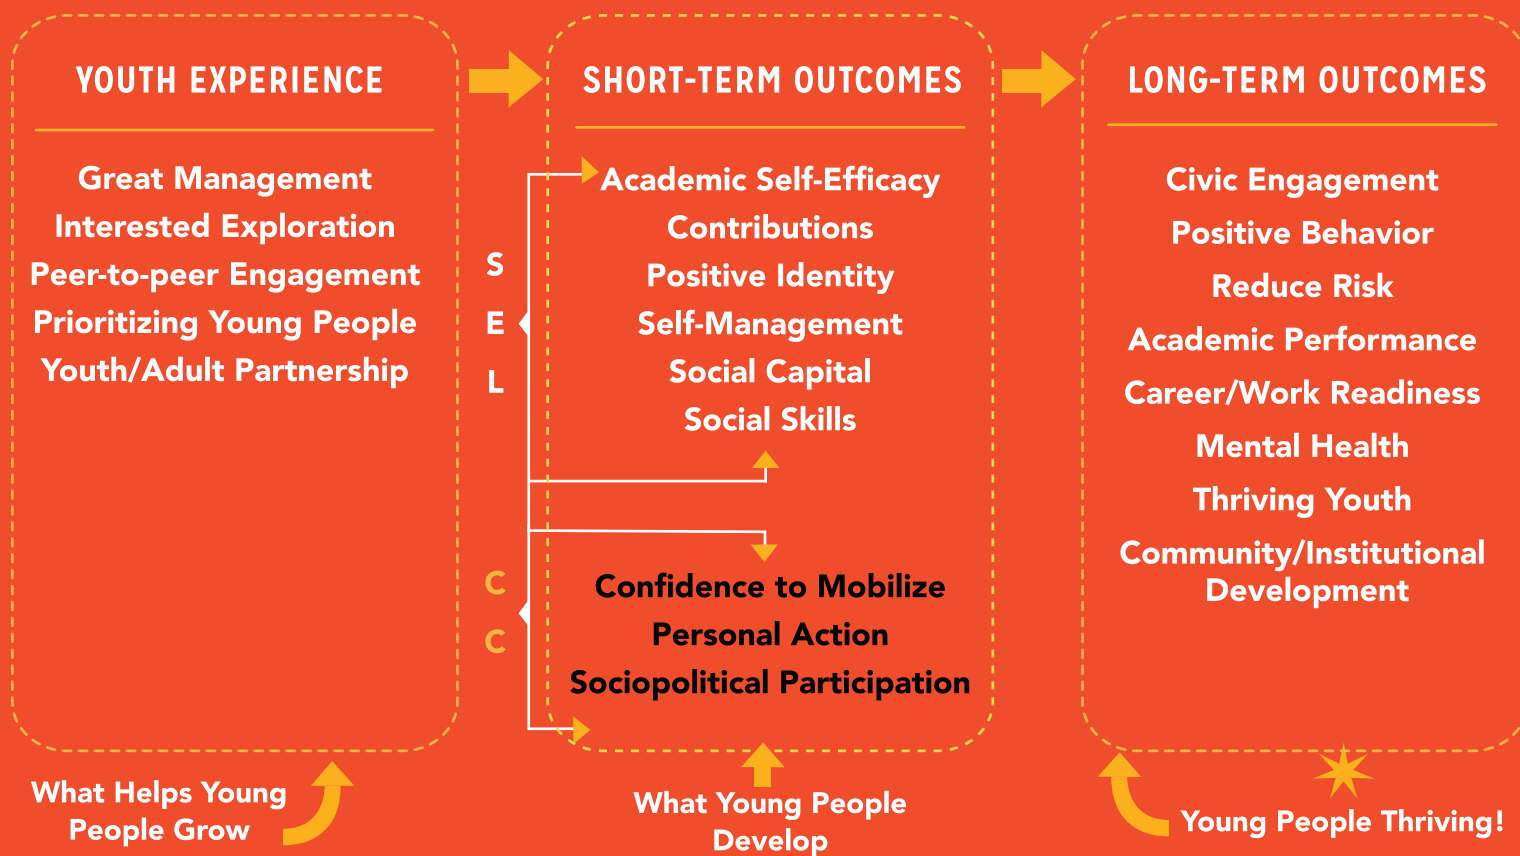 YOUTH EXPERIENCE
Great Management
Interested Exploration
Peer-to-peer Engagement
Prioritizing Young People
Youth/Adult Partnership
What Helps Young
People Grow
S
E
L
C
C
SHORT-TERM OUTCOMES
Academic Self-Efficacy
Contributions
Positive Identity
Self-Management
Social Capital
Social Skills
Confidence to Mobilize
Personal Action
Sociopolitical Participation
What Young People
Develop
LONG-TERM OUTCOMES
Civic Engagement
Positive Behavior
Reduce Risk
Academic Performance
Career/Work Readiness
Mental Health
Thriving Youth
Community/Institutional
Development
Young People Thriving!